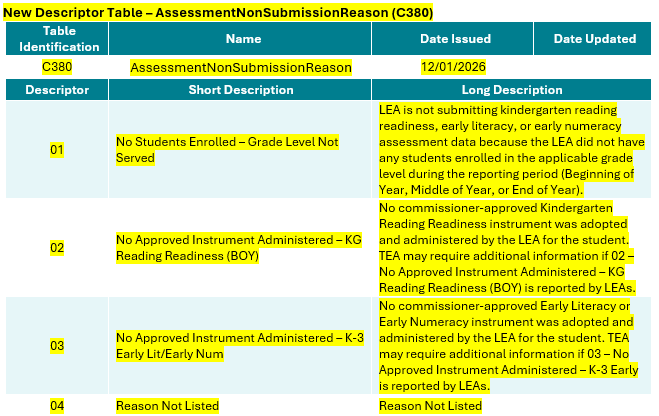 New Descriptor Table – AssessmentNonSubmissionReason (C380)
Table Identification Name Date Issued Date Updated
C380 AssessmentNonSubmissionReason 12/01/2026
Descriptor Short Description Long Description
01
No Students Enrolled – Grade Level Not
Served
LEA is not submitting kindergarten reading
readiness, early literacy, or early numeracy
assessment data because the LEA did not have
any students enrolled in the applicable grade
level during the reporting period (Beginning of
Year, Middle of Year, or End of Year).
02
No Approved Instrument Administered – KG
Reading Readiness (BOY)
No commissioner-approved Kindergarten
Reading Readiness instrument was adopted
and administered by the LEA for the student.
TEA may require additional information if 02 –
No Approved Instrument Administered – KG
Reading Readiness (BOY) is reported by LEAs.
03
No Approved Instrument Administered – K-3
Early Lit/Early Num
No commissioner-approved Early Literacy or
Early Numeracy instrument was adopted and
administered by the LEA for the student. TEA
may require additional information if 03 – No
Approved Instrument Administered – K-3 Early
is reported by LEAs.
04 Reason Not Listed Reason Not Listed